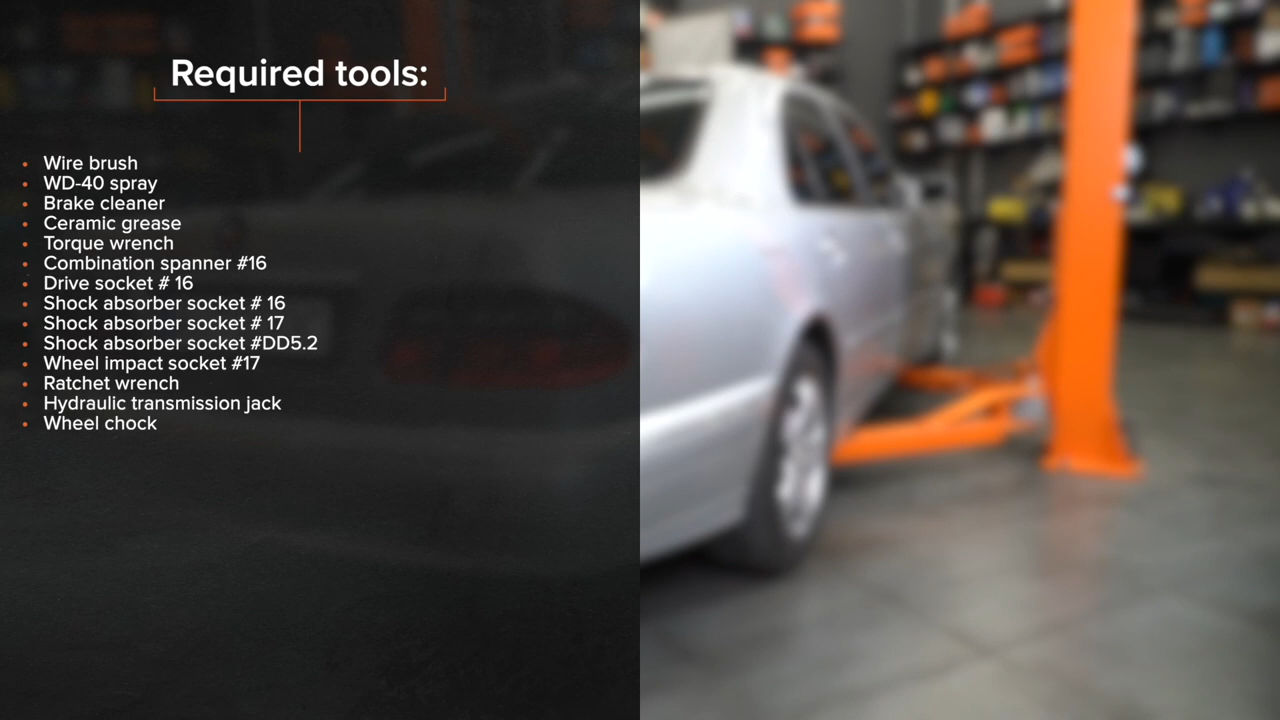 Required tools:
Wire brush
WD-40 spray
Brake cleaner
Ceramic grease
Torque wrench
Combination spanner #16
Drive socket # 16
Shock absorber socket # 16
Shock absorber socket # 17
Shock absorber socket #DD5.2
Wheel impact socket #17
Ratchet wrench
Hydraulic transmission jack
Wheel chock